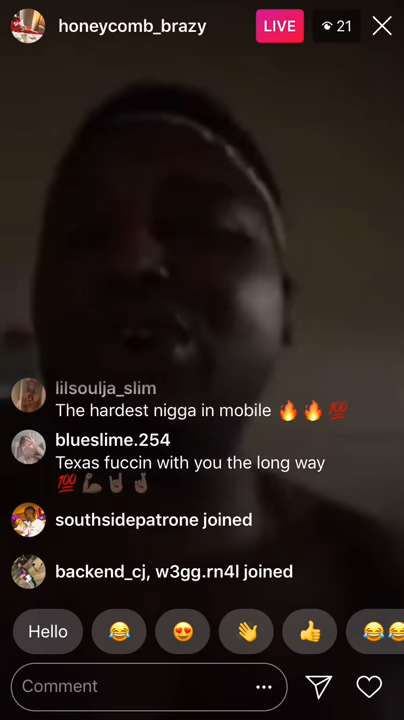 honeycomb_brazy
LIVE
21
lilsoulja_slim
The hardest nigga in mobile 🔥🔥💯
blueslime.254
Texas fuccin with you the long way
💯💪🏾🤘🏾🤞🏾
southsidepatrone joined
backend_cj, w3gg.rn4l joined
Hello
Comment